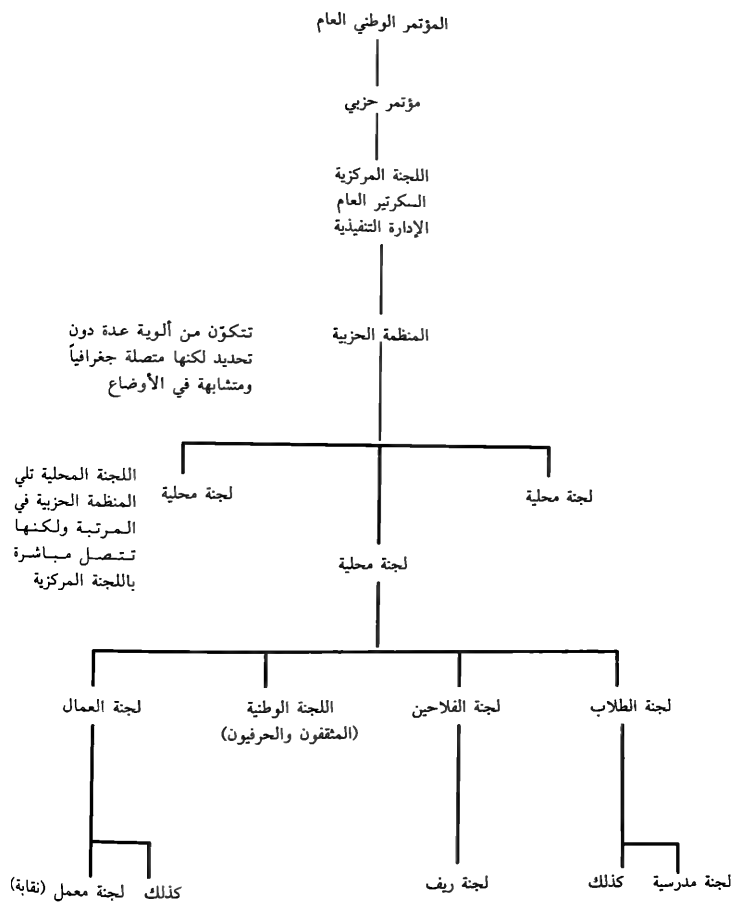 المؤتمر الوطني العام
مؤتمر حزبي
اللجنة المركزية
السكرتير العام
الإدارة التنفيذية
المنظمة الحزبية
تتكوّن من ألوية عدة دون
تحديد لكنها متصلة جغرافياً
ومتشابهة في الأوضاع
لجنة محلية
لجنة محلية
اللجنة المحلية تلي
المنظمة الحزبية في
المرتبة ولكنها
تتصل مباشرة
باللجنة المركزية
لجنة محلية
لجنة الطلاب
لجنة الفلاحين
اللجنة الوطنية
(المثقفون والحرفيون)
لجنة العمال
لجنة مدرسية
كذلك
لجنة ريف
كذلك
لجنة معمل (نقابة)